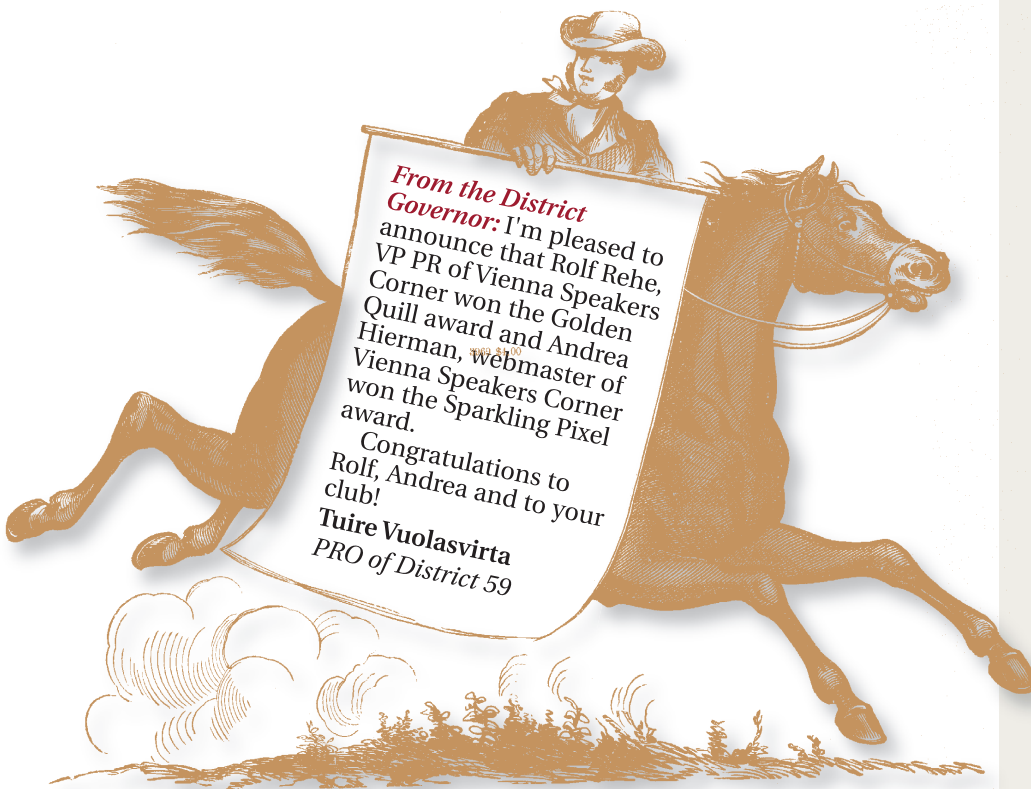 From the District
Governor: I'm pleased to
announce that Rolf Rehe,
VP PR of Vienna Speakers
Corner won the Golden
Quill award and Andrea
Hierman, webmaster of
Vienna Speakers Corner
won the Sparkling Pixel
award.
Congratulations to
Rolf, Andrea and to your
club!
Tuire Vuolasvirta
PRO of District 59